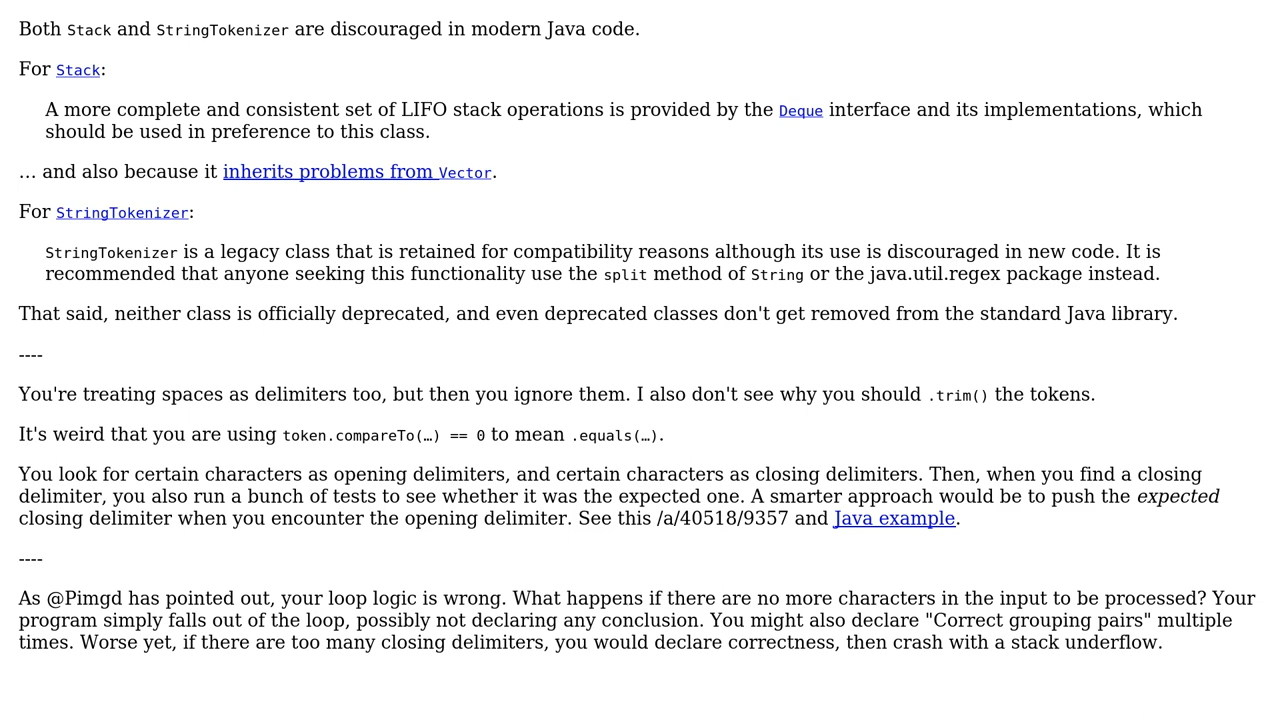 Both Stack and StringTokenizer are discouraged in modern Java code.
For Stack:
A more complete and consistent set of LIFO stack operations is provided by the Deque interface and its implementations, which
should be used in preference to this class.
… and also because it inherits problems from Vector.
For StringTokenizer:
StringTokenizer is a legacy class that is retained for compatibility reasons although its use is discouraged in new code. It is
recommended that anyone seeking this functionality use the split method of String or the java.util.regex package instead.
That said, neither class is officially deprecated, and even deprecated classes don't get removed from the standard Java library.
----
You're treating spaces as delimiters too, but then you ignore them. I also don't see why you should .trim() the tokens.
It's weird that you are using token.compareTo(…) == 0 to mean .equals(…).
You look for certain characters as opening delimiters, and certain characters as closing delimiters. Then, when you find a closing
delimiter, you also run a bunch of tests to see whether it was the expected one. A smarter approach would be to push the expected
closing delimiter when you encounter the opening delimiter. See this /a/40518/9357 and Java example.
----
As @Pimgd has pointed out, your loop logic is wrong. What happens if there are no more characters in the input to be processed? Your
program simply falls out of the loop, possibly not declaring any conclusion. You might also declare "Correct grouping pairs" multiple
times. Worse yet, if there are too many closing delimiters, you would declare correctness, then crash with a stack underflow.